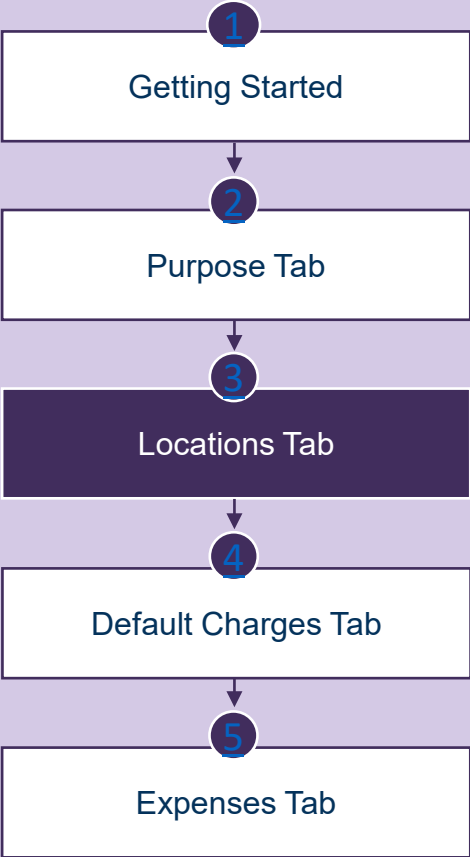 1
Getting Started
2
Purpose Tab
3
Locations Tab
4
Default Charges Tab
5
Expenses Tab